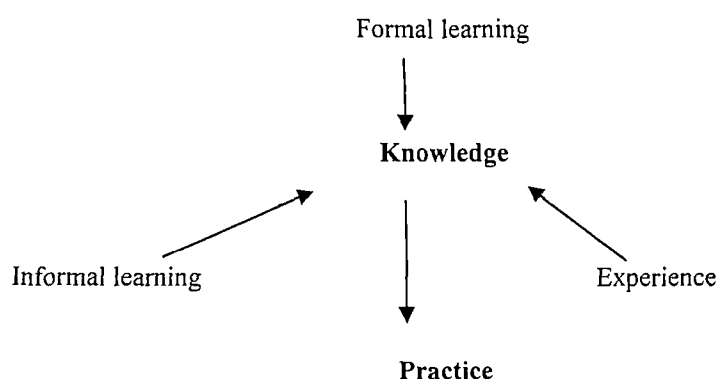 Formal learning
Knowledge
Informal learning
Experience
Practice